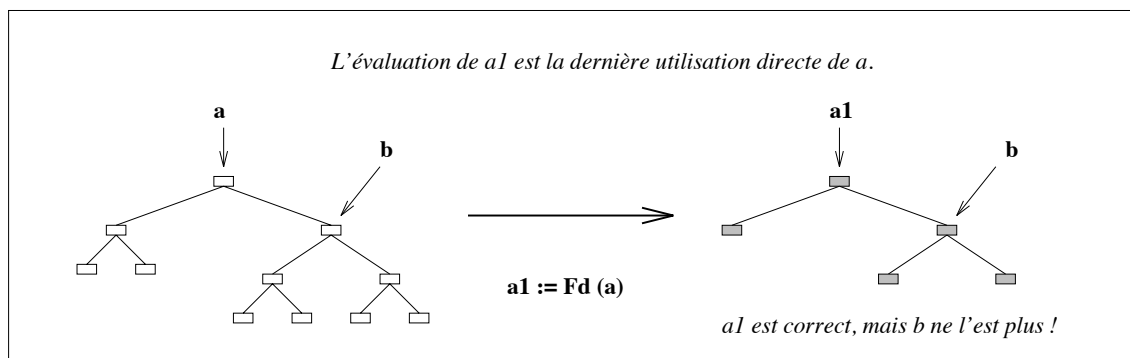 L'évaluation de a1 est la dernière utilisation directe de a.
a
b
a1
b
a1 := Fd (a)
a1 est correct, mais b ne l'est plus !